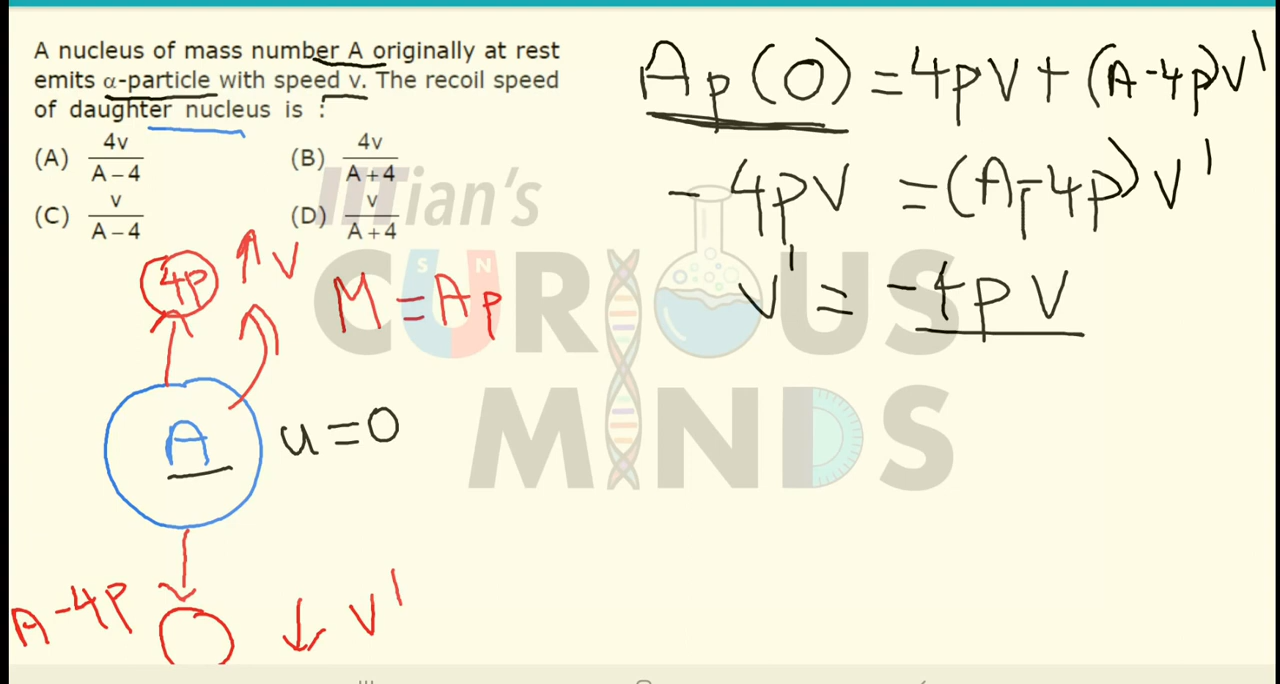 A nucleus of mass number A originally at rest
emits α-particle with speed v. The recoil speed
of daughter nucleus is :
(A) 4v/(A−4)
(B) 4v/(A+4)
(C) v/(A−4)
(D) v/(A+4)
Ap(0) = 4pV + (A-4p)V'
-4pV = (Ap-4p)V'
V' = -4pV
4p
V
M = Ap
A
u=0
A-4P
V'
IITian's
CURIOUS
S N
MINDS